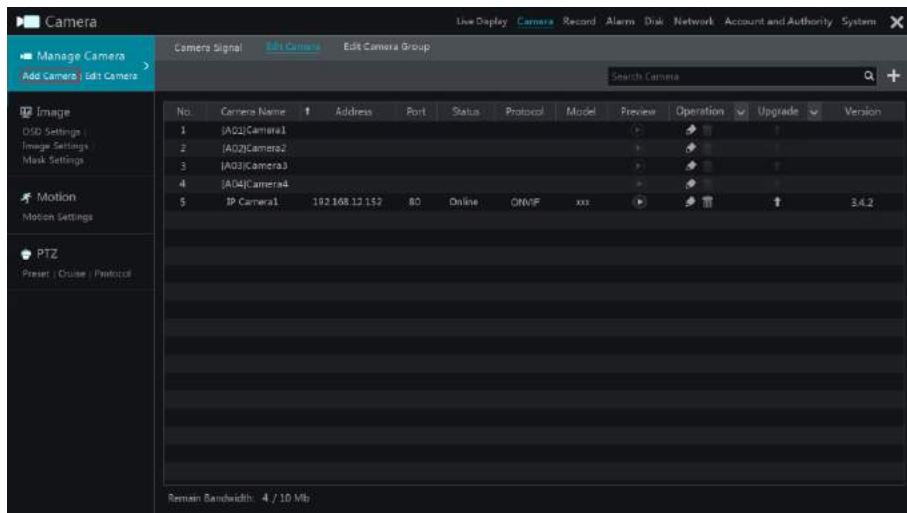 Camera
Live Display Camera Record Alarm Disk Network Account and Authority System
Manage Camera
Add Camera | Edit Camera
Camera Signal Edit Camera Edit Camera Group
Search Camera
Image
OSD Settings |
Image Settings |
Mask Settings
Motion
Motion Settings
PTZ
Preset | Cruise | Protocol
No. Camera Name Address Port Status Protocol Model Preview Operation Upgrade Version
1 [A01]Camera1
2 [A02]Camera2
3 [A03]Camera3
4 [A04]Camera4
5 IP Camera1 192.168.12.152 80 Online ONVIF xxx 3.4.2
Remain Bandwidth: 4 / 10 Mb